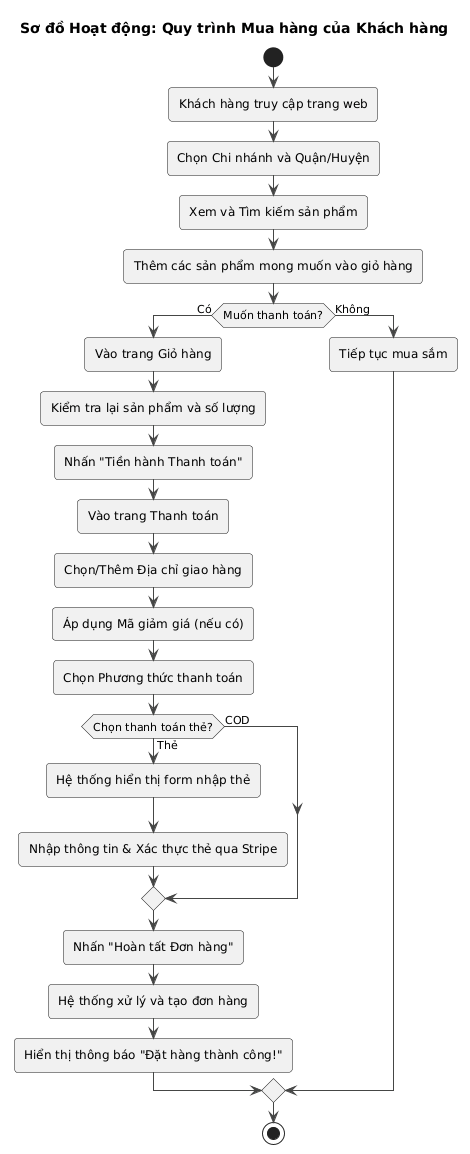 Sơ đồ Hoạt động: Quy trình Mua hàng của Khách hàng
Khách hàng truy cập trang web
Chọn Chi nhánh và Quận/Huyện
Xem và Tìm kiếm sản phẩm
Thêm các sản phẩm mong muốn vào giỏ hàng
Muốn thanh toán?
Có
Không
Vào trang Giỏ hàng
Tiếp tục mua sắm
Kiểm tra lại sản phẩm và số lượng
Nhấn "Tiền hành Thanh toán"
Vào trang Thanh toán
Chọn/Thêm Địa chỉ giao hàng
Áp dụng Mã giảm giá (nếu có)
Chọn Phương thức thanh toán
Chọn thanh toán thẻ?
COD
Thẻ
Hệ thống hiển thị form nhập thẻ
Nhập thông tin & Xác thực thẻ qua Stripe
Nhấn "Hoàn tất Đơn hàng"
Hệ thống xử lý và tạo đơn hàng
Hiển thị thông báo "Đặt hàng thành công!"